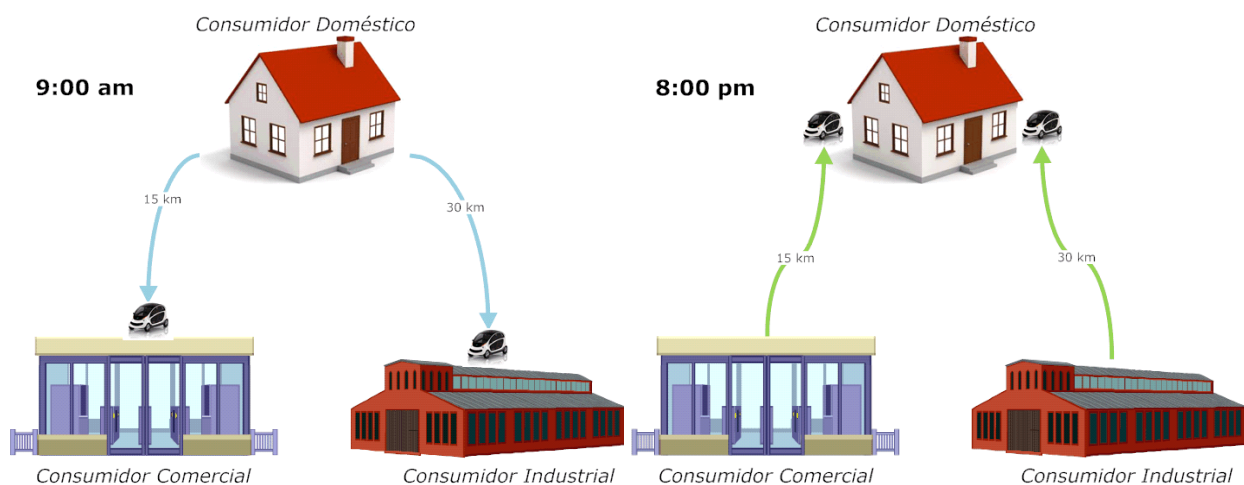 Consumidor Doméstico
9:00 am
15 km
30 km
Consumidor Comercial
Consumidor Industrial
Consumidor Doméstico
8:00 pm
15 km
30 km
Consumidor Comercial
Consumidor Industrial